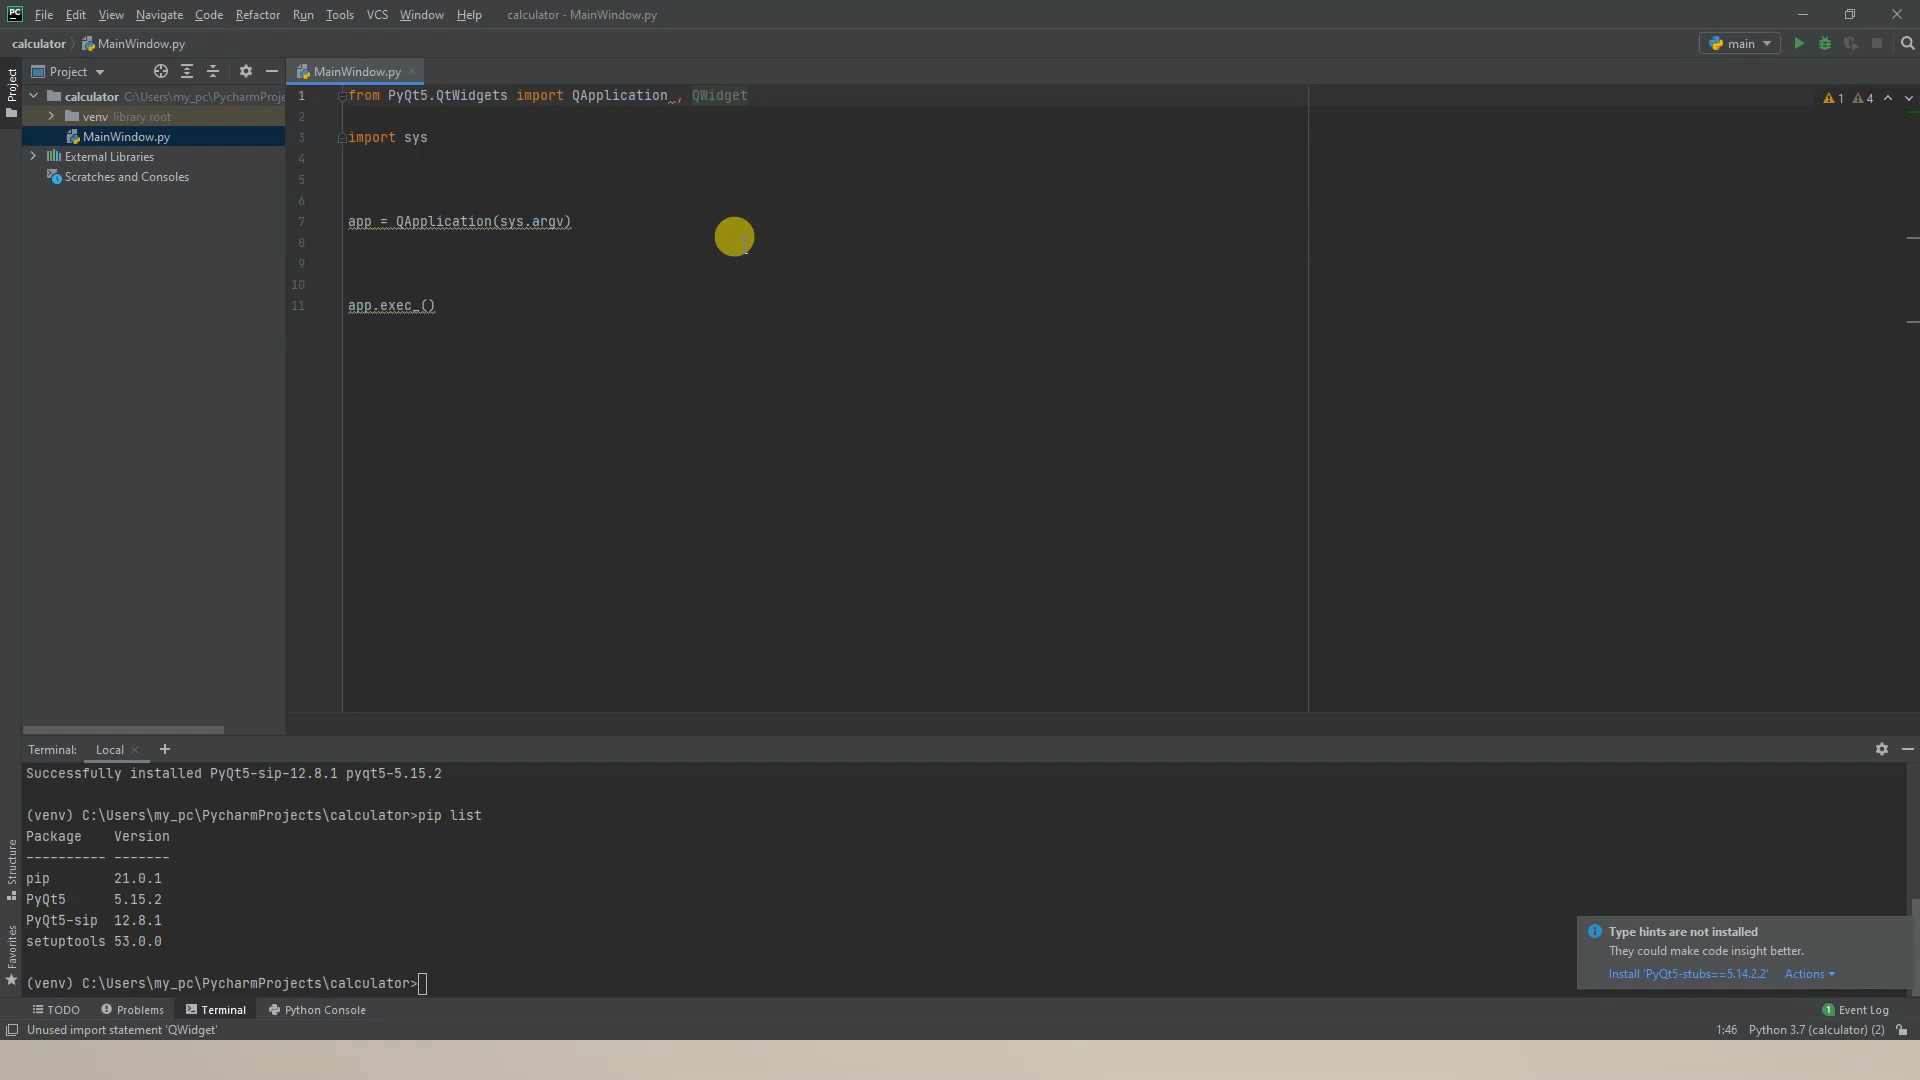 PC File Edit View Navigate Code Refactor Run Tools VCS Window Help calculator - MainWindow.py
calculator MainWindow.py main
Project Project MainWindow.py
calculator C:\Users\my_pc\PycharmProje
venv library root
MainWindow.py
External Libraries
Scratches and Consoles
1 from PyQt5.QtWidgets import QApplication , QWidget 1 4
2
3 import sys
4
5
6
7 app = QApplication(sys.argv)
8
9
10
11 app.exec_()
Terminal: Local
Successfully installed PyQt5-sip-12.8.1 pyqt5-5.15.2
(venv) C:\Users\my_pc\PycharmProjects\calculator>pip list
Package Version
---------- -------
pip 21.0.1
PyQt5 5.15.2
PyQt5-sip 12.8.1
setuptools 53.0.0
(venv) C:\Users\my_pc\PycharmProjects\calculator>
Structure
Favorites
Type hints are not installed
They could make code insight better.
Install 'PyQt5-stubs==5.14.2.2' Actions
TODO Problems Terminal Python Console 1 Event Log
Unused import statement 'QWidget' 1:46 Python 3.7 (calculator) (2)